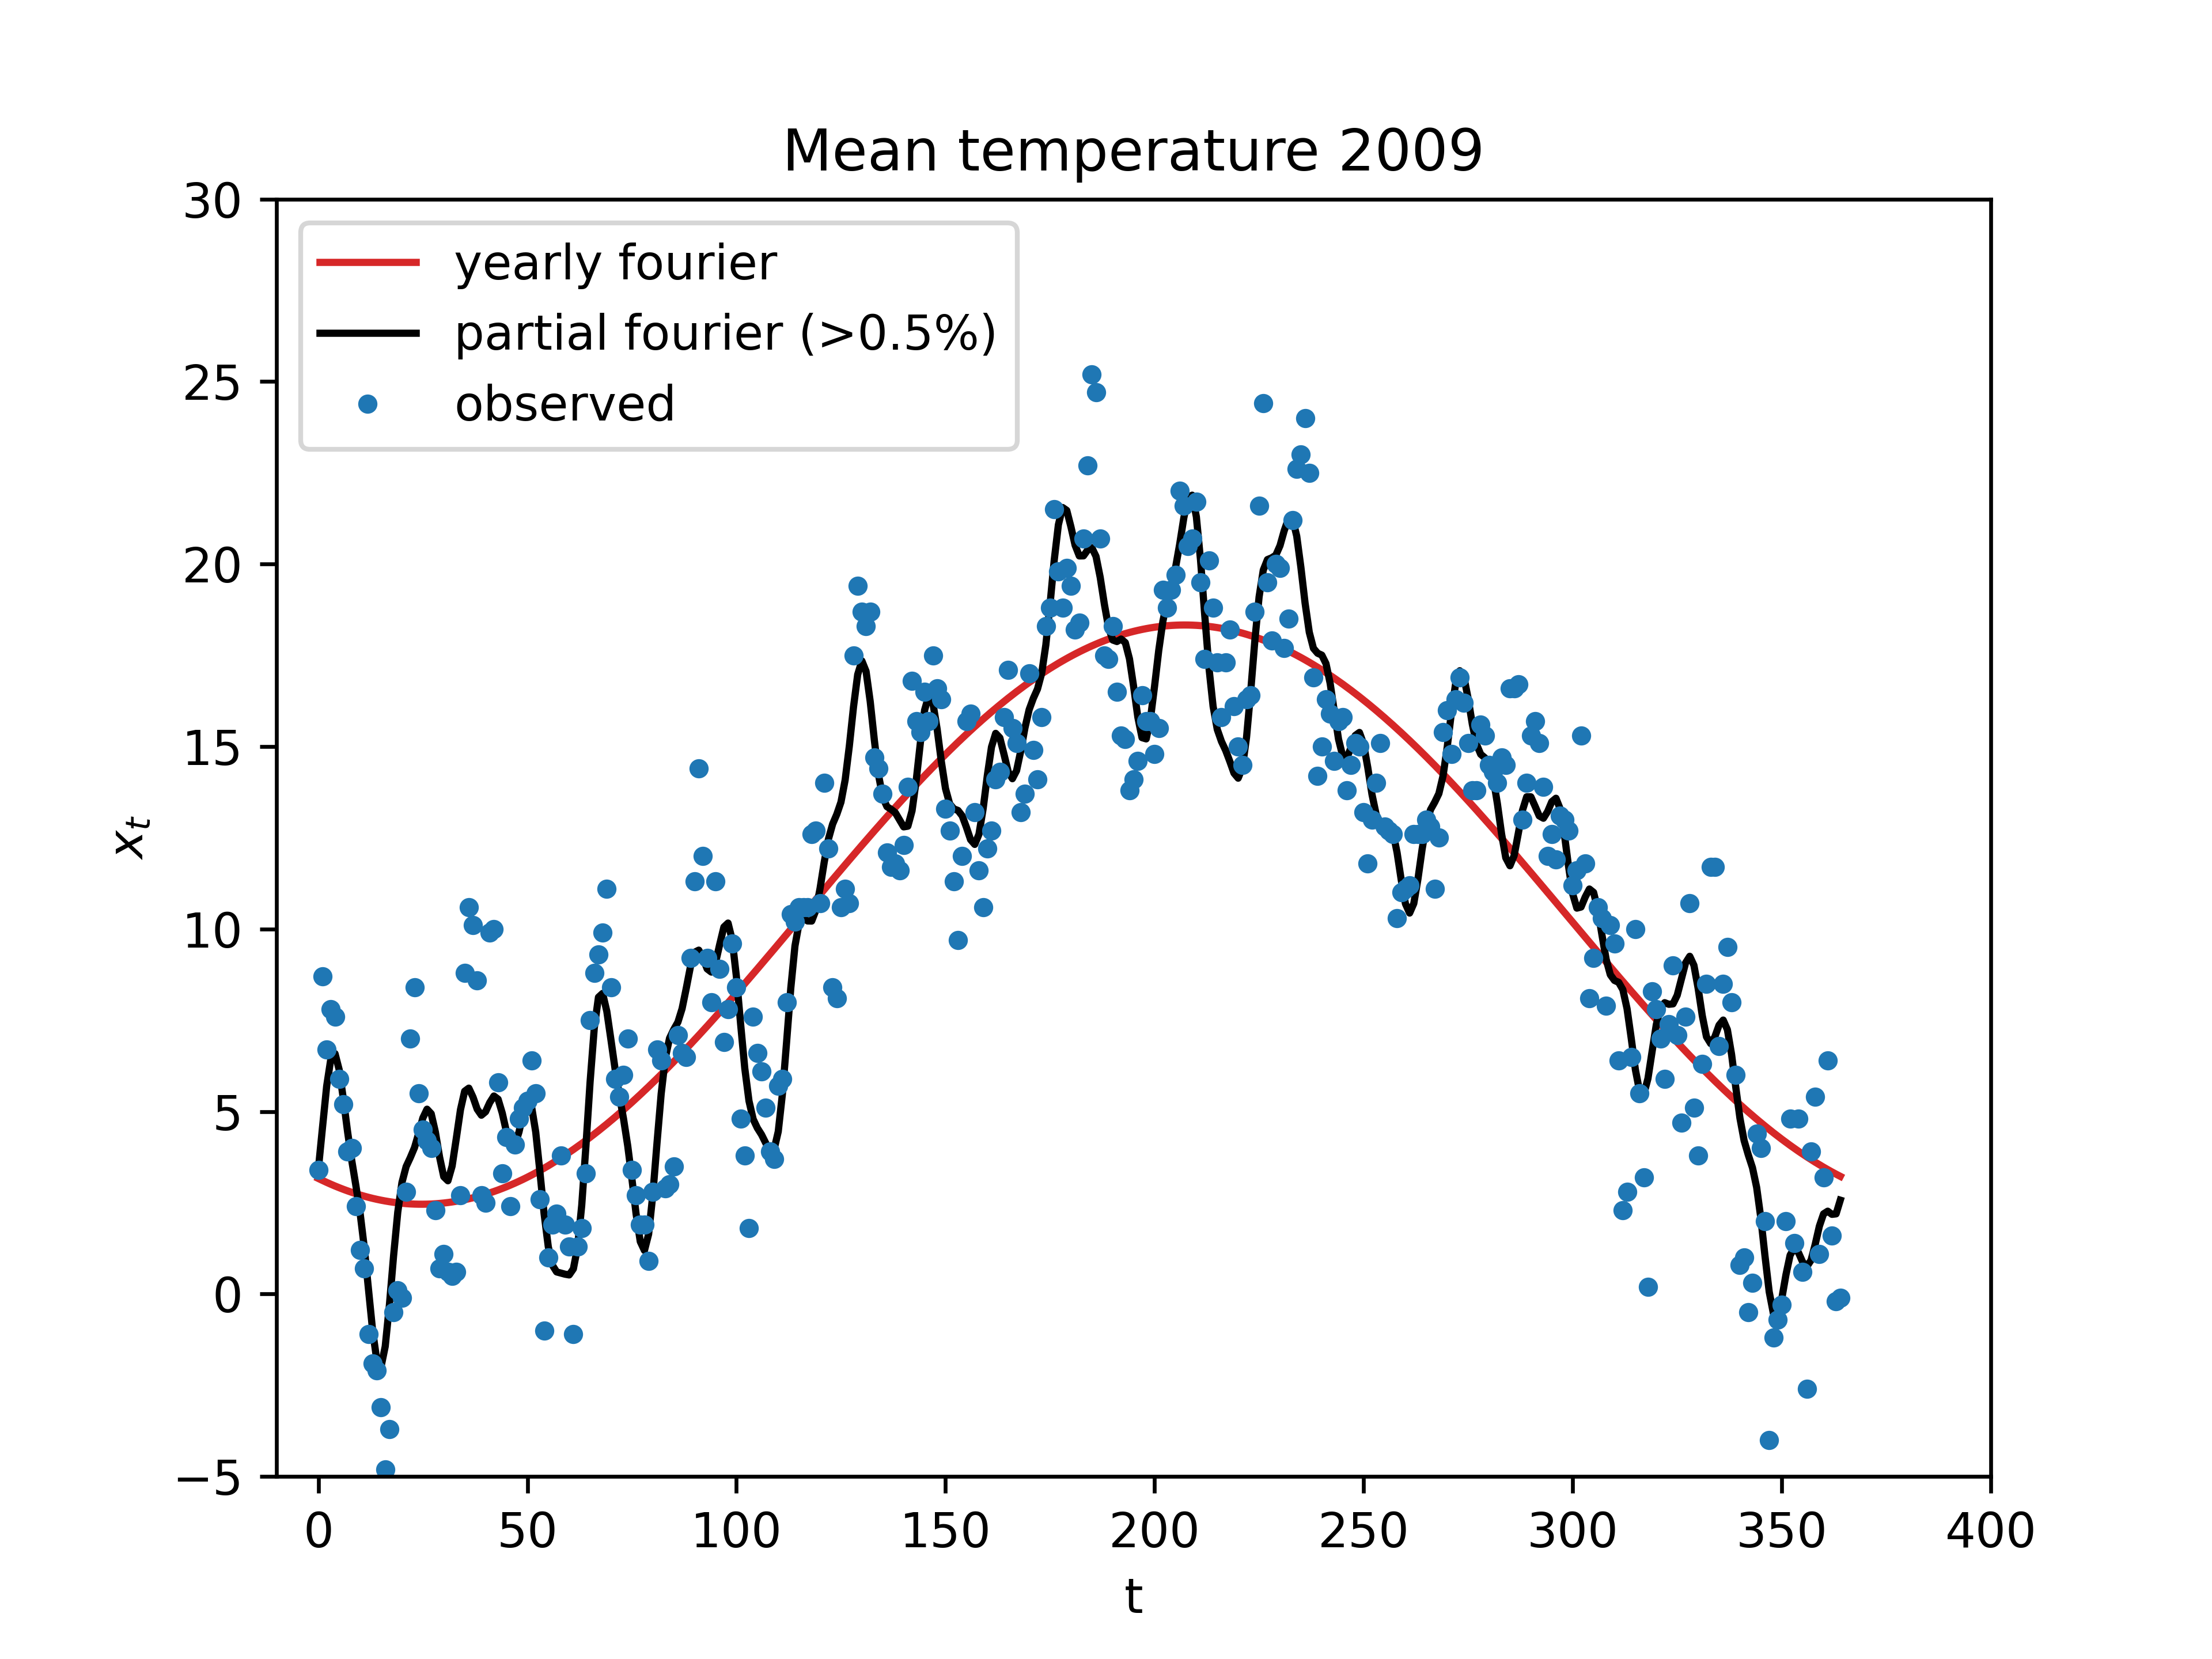 Mean temperature 2009
30
25
20
15
10
5
0
−5
yearly fourier
partial fourier (>0.5%)
observed
xₜ
0 50 100 150 200 250 300 350 400
t